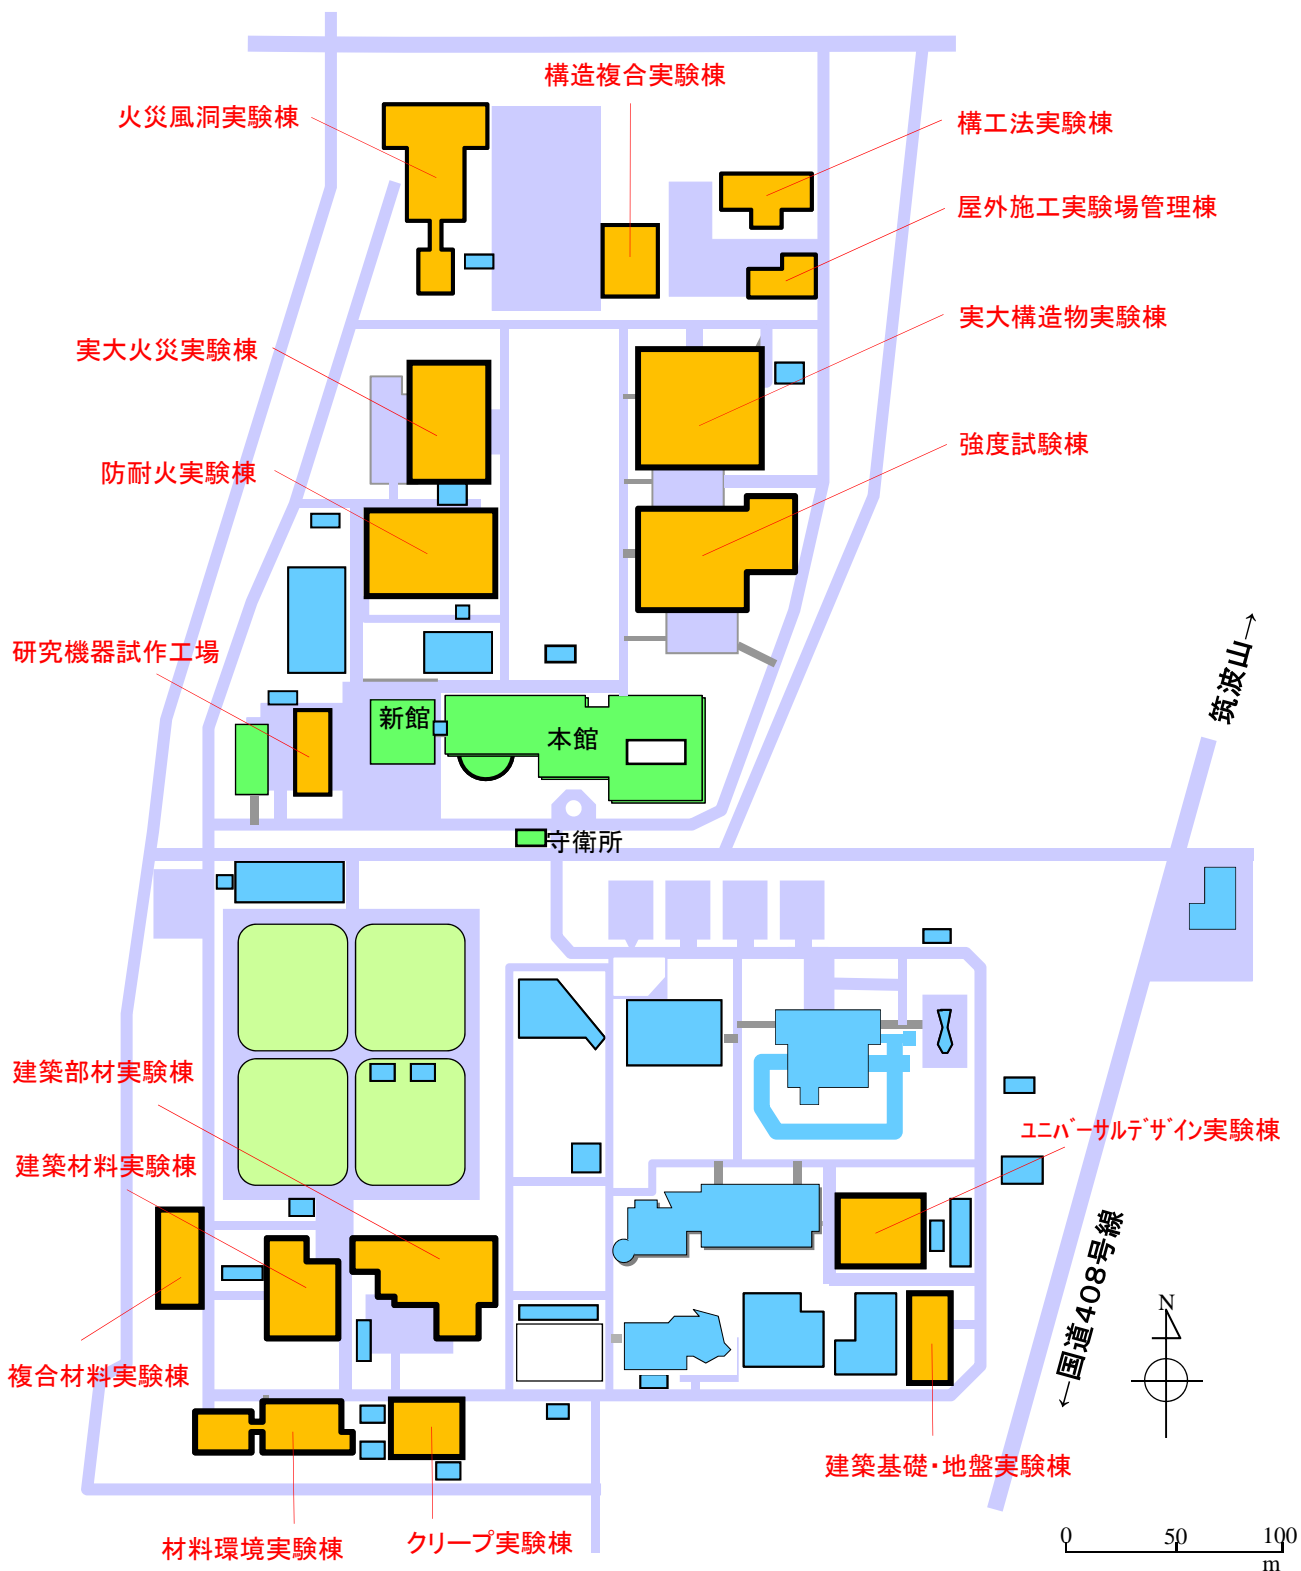 構造複合実験棟
火災風洞実験棟
構工法実験棟
屋外施工実験場管理棟
実大構造物実験棟
実大火災実験棟
強度試験棟
防耐火実験棟
研究機器試作工場
筑波山→
新館
本館
守衛所
建築部材実験棟
ユニバーサルデザイン実験棟
建築材料実験棟
←国道408号線
N
複合材料実験棟
建築基礎・地盤実験棟
材料環境実験棟
クリープ実験棟
0 50 100
m